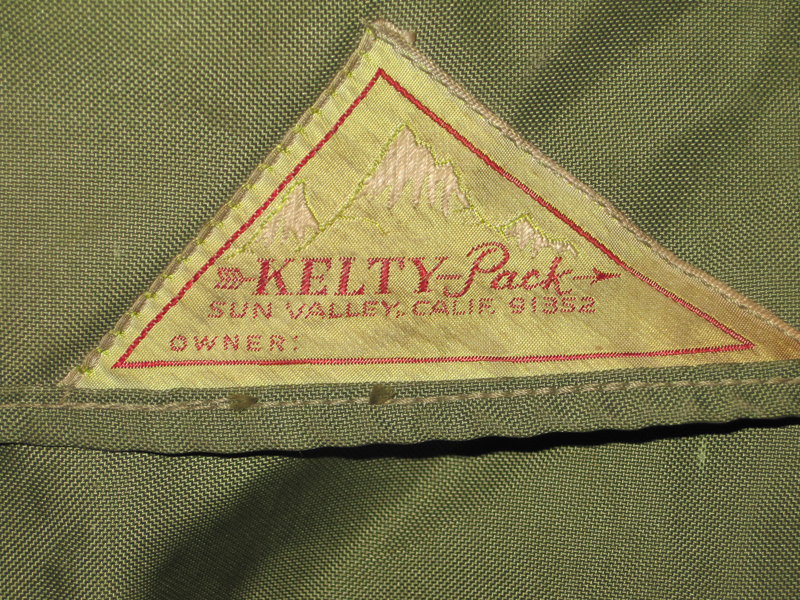 KELTY Pack
SUN VALLEY, CALIF. 91352
OWNER: